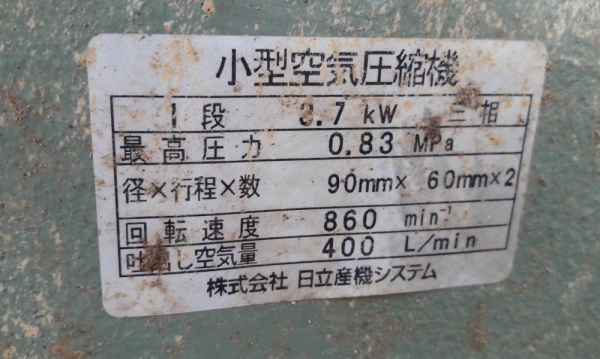 小型空気圧縮機
1段 3.7 kW 三相
最高圧力 0.83 MPa
径×行程×数 90mm× 60mm×2
回転速度 860 min⁻¹
吐出し空気量 400 L/min
株式会社 日立産機システム